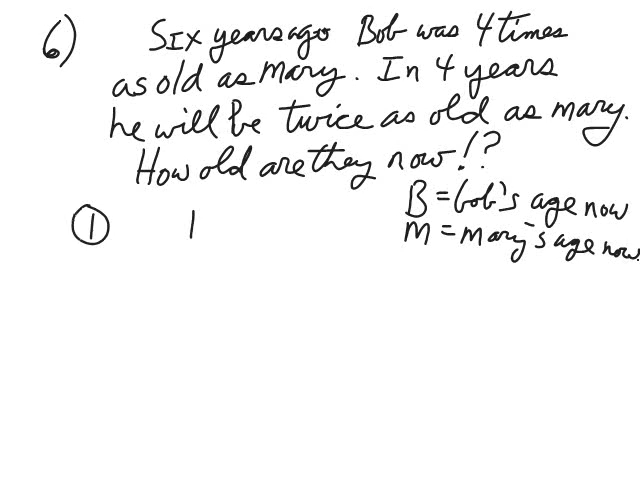 6) Six years ago Bob was 4 times
as old as Mary. In 4 years
he will be twice as old as mary.
How old are they now!?
B = bob's age now
① | M = mary's age now.